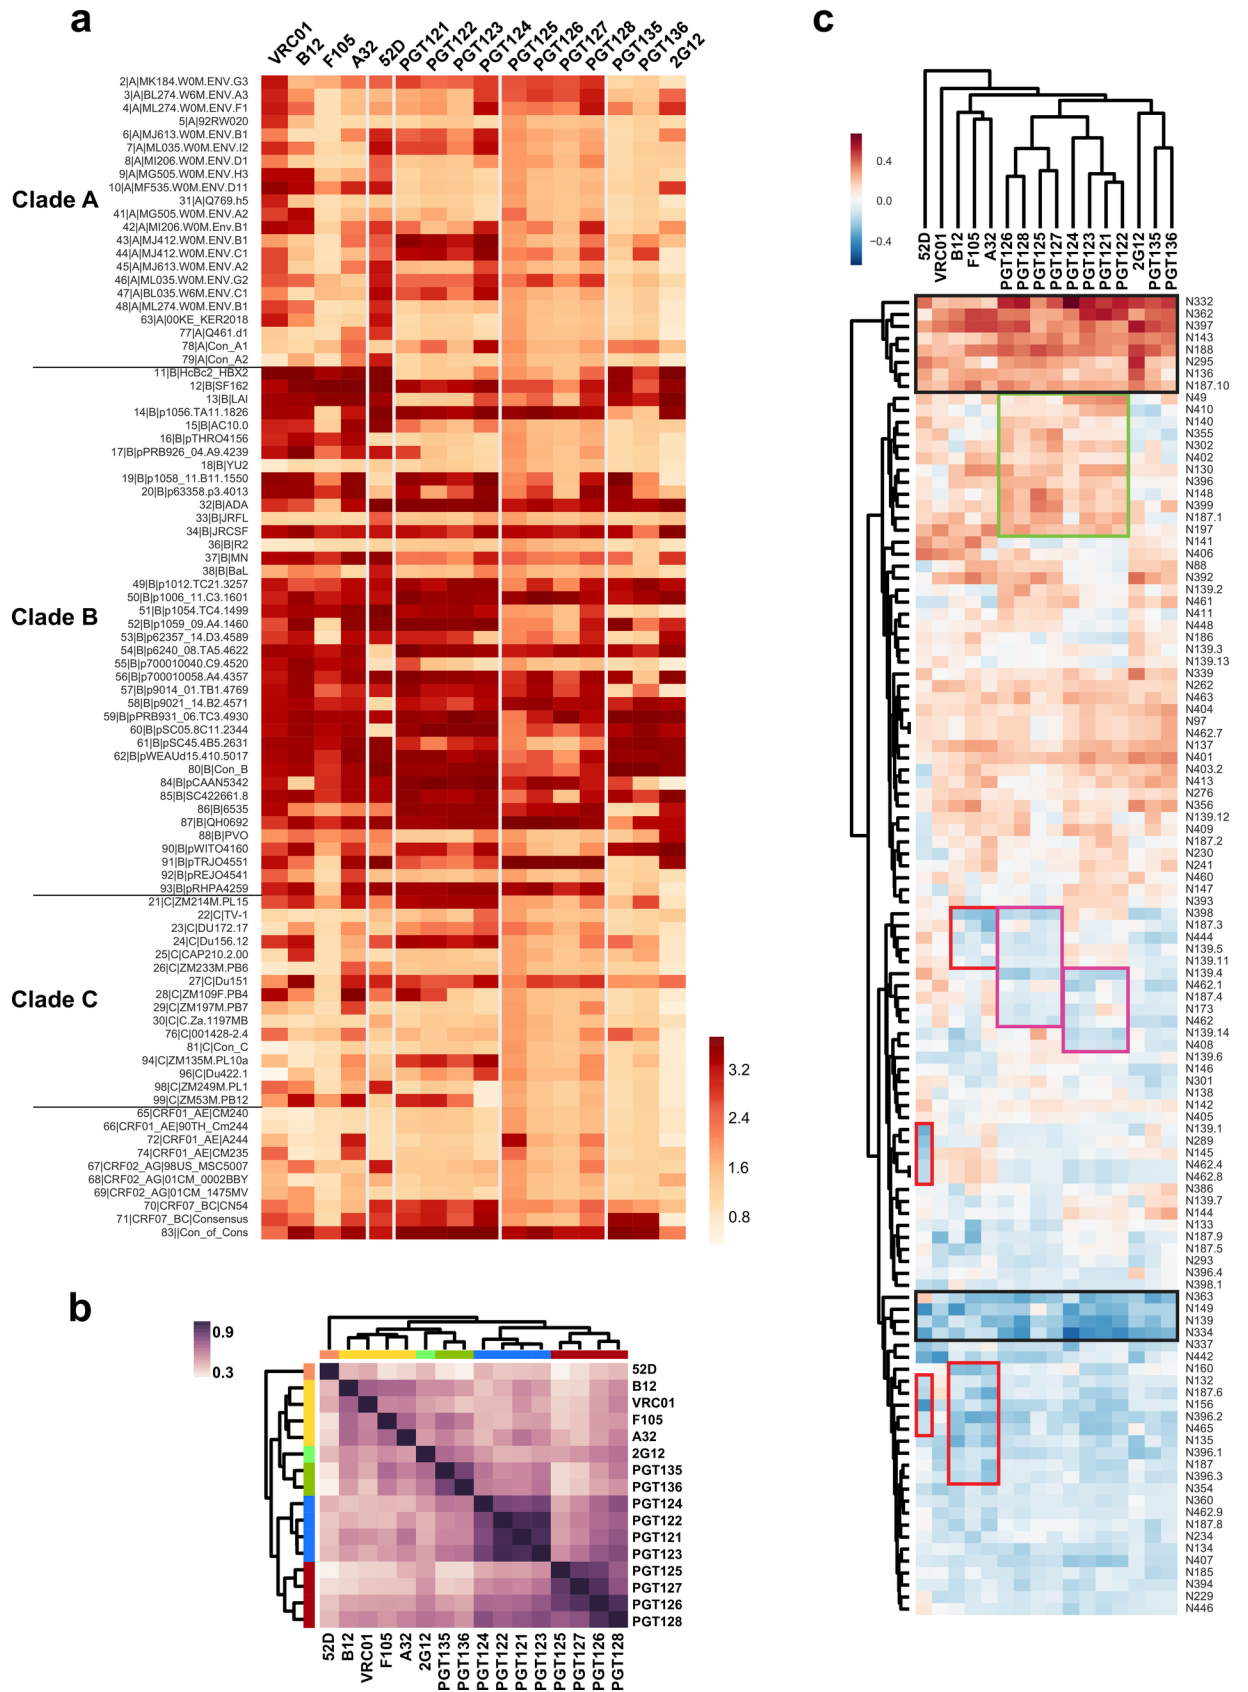 a
VRC01
B12
F105
A32
52D
PGT121
PGT122
PGT123
PGT124
PGT125
PGT126
PGT127
PGT128
PGT135
PGT136
2G12
Clade A
2|A|MK184.W0M.ENV.G3
3|A|BL274.W6M.ENV.A3
4|A|ML274.W0M.ENV.F1
5|A|92RW020
6|A|MJ613.W0M.ENV.B1
7|A|ML035.W0M.ENV.I2
8|A|MI206.W0M.ENV.D1
9|A|MG505.W0M.ENV.H3
10|A|MF535.W0M.ENV.D11
31|A|Q769.h5
41|A|MG505.W0M.ENV.A2
42|A|MI206.W0M.Env.B1
43|A|MJ412.W0M.ENV.B1
44|A|MJ412.W0M.ENV.C1
45|A|MJ613.W0M.ENV.A2
46|A|ML035.W0M.ENV.G2
47|A|BL035.W6M.ENV.C1
48|A|ML274.W0M.ENV.B1
63|A|00KE_KER2018
77|A|Q461.d1
78|A|Con_A1
79|A|Con_A2
Clade B
11|B|HcBc2_HBX2
12|B|SF162
13|B|LAI
14|B|p1056.TA11.1826
15|B|AC10.0
16|B|pTHRO4156
17|B|pPRB926_04.A9.4239
18|B|YU2
19|B|p1058_11.B11.1550
20|B|p63358.p3.4013
32|B|ADA
33|B|JRFL
34|B|JRCSF
36|B|R2
37|B|MN
38|B|BaL
49|B|p1012.TC21.3257
50|B|p1006_11.C3.1601
51|B|p1054.TC4.1499
52|B|p1059_09.A4.1460
53|B|p62357_14.D3.4589
54|B|p6240_08.TA5.4622
55|B|p700010040.C9.4520
56|B|p700010058.A4.4357
57|B|p9014_01.TB1.4769
58|B|p9021_14.B2.4571
59|B|pPRB931_06.TC3.4930
60|B|pSC05.8C11.2344
61|B|pSC45.4B5.2631
62|B|pWEAUd15.410.5017
80|B|Con_B
84|B|pCAAN5342
85|B|SC422661.8
86|B|6535
87|B|QH0692
88|B|PVO
90|B|pWITO4160
91|B|pTRJO4551
92|B|pREJO4541
93|B|pRHPA4259
Clade C
21|C|ZM214M.PL15
22|C|TV-1
23|C|DU172.17
24|C|Du156.12
25|C|CAP210.2.00
26|C|ZM233M.PB6
27|C|Du151
28|C|ZM109F.PB4
29|C|ZM197M.PB7
30|C|C.Za.1197MB
76|C|001428-2.4
81|C|Con_C
94|C|ZM135M.PL10a
96|C|Du422.1
98|C|ZM249M.PL1
99|C|ZM53M.PB12
65|CRF01_AE|CM240
66|CRF01_AE|90TH_Cm244
72|CRF01_AE|A244
74|CRF01_AE|CM235
67|CRF02_AG|98US_MSC5007
68|CRF02_AG|01CM_0002BBY
69|CRF02_AG|01CM_1475MV
70|CRF07_BC|CN54
71|CRF07_BC|Consensus
83||Con_of_Cons
3.2
2.4
1.6
0.8
b
0.9
0.3
52D
B12
VRC01
F105
A32
2G12
PGT135
PGT136
PGT124
PGT122
PGT121
PGT123
PGT125
PGT127
PGT126
PGT128
52D
B12
VRC01
F105
A32
2G12
PGT135
PGT136
PGT124
PGT122
PGT121
PGT123
PGT125
PGT127
PGT126
PGT128
c
0.4
0.0
−0.4
52D
VRC01
B12
F105
A32
PGT126
PGT128
PGT125
PGT127
PGT124
PGT123
PGT121
PGT122
2G12
PGT135
PGT136
N332
N362
N397
N143
N188
N295
N136
N187.10
N49
N410
N140
N355
N302
N402
N130
N396
N148
N399
N187.1
N197
N141
N406
N88
N392
N139.2
N461
N411
N448
N186
N139.3
N139.13
N339
N262
N463
N404
N97
N462.7
N137
N401
N403.2
N413
N276
N356
N139.12
N409
N187.2
N230
N241
N460
N147
N393
N398
N187.3
N444
N139.5
N139.11
N139.4
N462.1
N187.4
N173
N462
N139.14
N408
N139.6
N146
N301
N138
N142
N405
N139.1
N289
N145
N462.4
N462.8
N386
N139.7
N144
N133
N187.9
N187.5
N293
N396.4
N398.1
N363
N149
N139
N334
N337
N442
N160
N132
N187.6
N156
N396.2
N465
N135
N396.1
N187
N396.3
N354
N360
N462.9
N187.8
N234
N134
N407
N185
N394
N229
N446